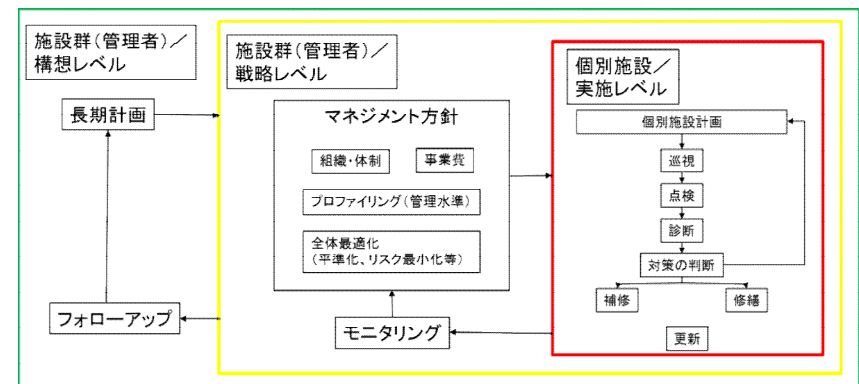 施設群（管理者）／
構想レベル
長期計画
フォローアップ
施設群（管理者）／
戦略レベル
マネジメント方針
組織・体制
事業費
プロファイリング（管理水準）
全体最適化
（平準化、リスク最小化等）
モニタリング
個別施設／
実施レベル
個別施設計画
巡視
点検
診断
対策の判断
補修
修繕
更新